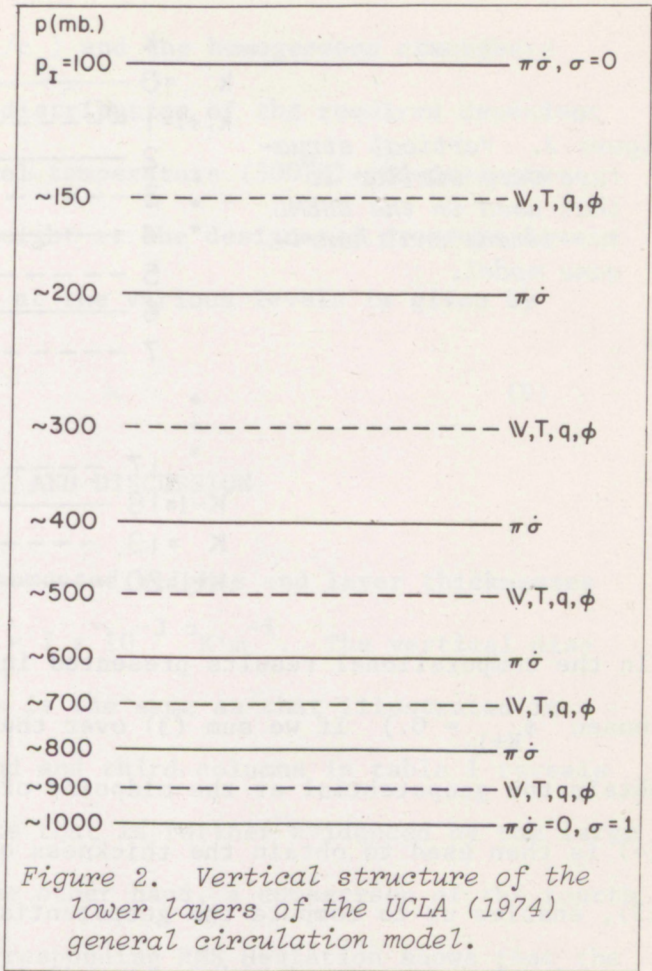 p(mb.)
p_I=100 πσ̇, σ=0
~150 𝕍,T,q,ϕ
~200 πσ̇
~300 𝕍,T,q,ϕ
~400 πσ̇
~500 𝕍,T,q,ϕ
~600 πσ̇
~700 𝕍,T,q,ϕ
~800 πσ̇
~900 𝕍,T,q,ϕ
~1000 πσ̇=0, σ=1
Figure 2. Vertical structure of the
lower layers of the UCLA (1974)
general circulation model.